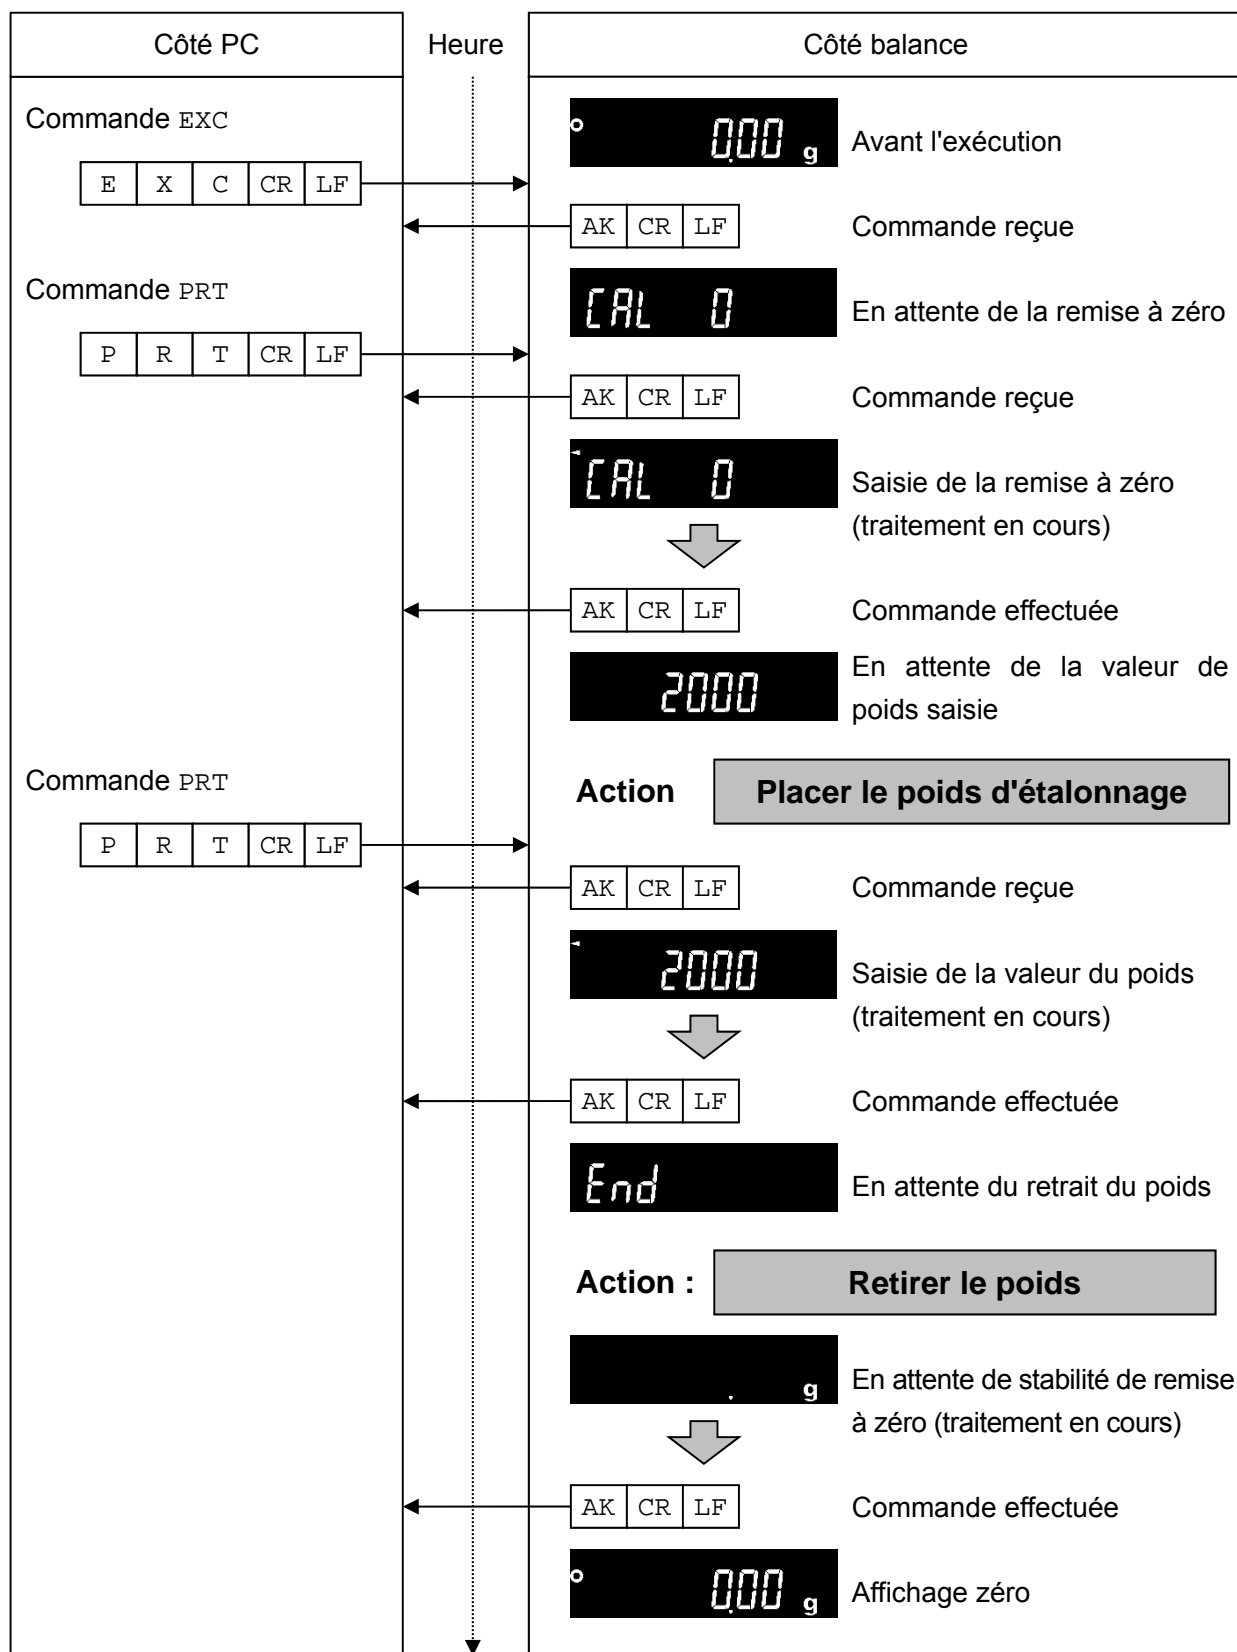 Côté PC Heure Côté balance
Commande EXC
0.00 g Avant l'exécution
E X C CR LF
AK CR LF Commande reçue
Commande PRT
CAL 0 En attente de la remise à zéro
P R T CR LF
AK CR LF Commande reçue
CAL 0 Saisie de la remise à zéro
(traitement en cours)
AK CR LF Commande effectuée
2000 En attente de la valeur de
poids saisie
Commande PRT
Action Placer le poids d'étalonnage
P R T CR LF
AK CR LF Commande reçue
2000 Saisie de la valeur du poids
(traitement en cours)
AK CR LF Commande effectuée
End En attente du retrait du poids
Action : Retirer le poids
. g En attente de stabilité de remise
à zéro (traitement en cours)
AK CR LF Commande effectuée
0.00 g Affichage zéro